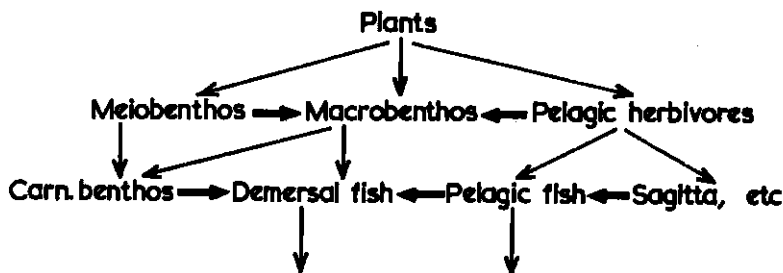 Plants
Meiobenthos Macrobenthos Pelagic herbivores
Carn. benthos Demersal fish Pelagic fish Sagitta, etc